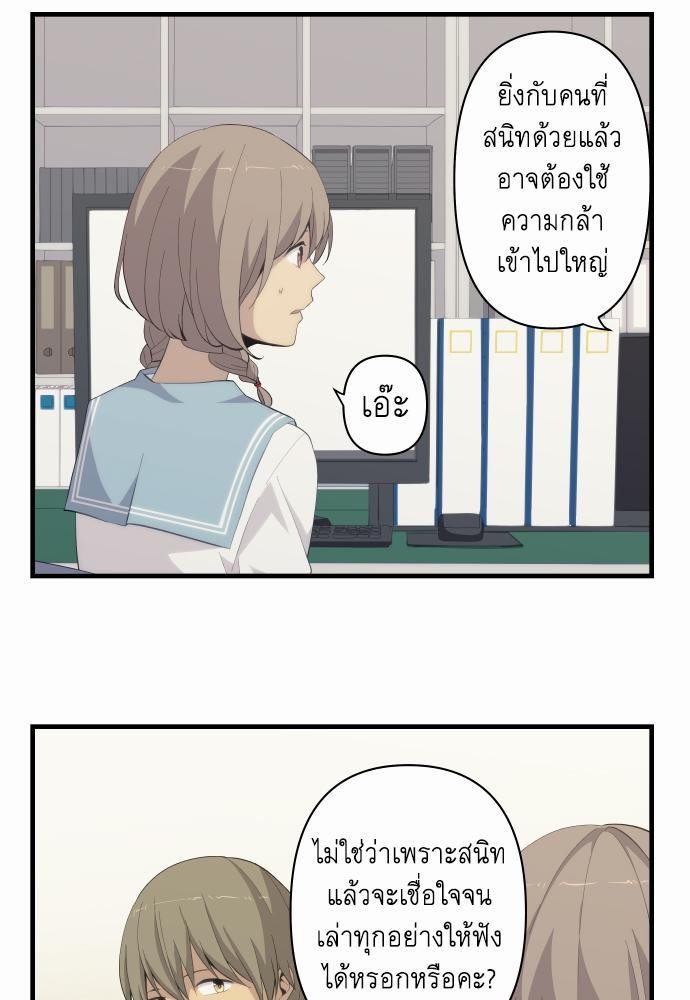 ยิ่งกับคนที่
สนิทด้วยแล้ว
อาจต้องใช้
ความกล้า
เข้าไปใหญ่
เอ๊ะ
ไม่ใช่ว่าเพราะสนิท
แล้วจะเชื่อใจจน
เล่าทุกอย่างให้ฟัง
ได้หรอกหรือคะ?